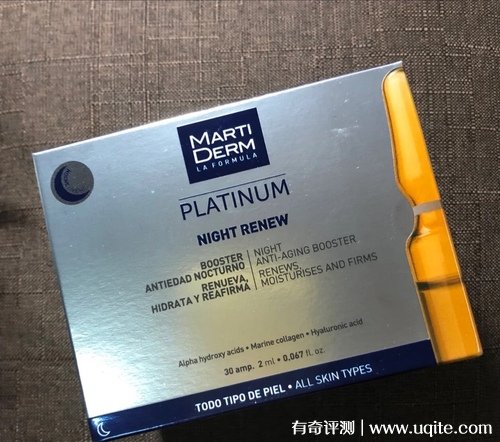 MARTI
DERM
LA FORMULA
PLATINUM
NIGHT RENEW
BOOSTER
ANTIEDAD NOCTURNO
RENUEVA,
HIDRATA Y REAFIRMA
NIGHT
ANTI-AGING BOOSTER
RENEWS,
MOISTURISES AND FIRMS
Alpha hydroxy acids • Marine collagen • Hyaluronic acid
30 amp. 2 ml • 0.067 fl. oz.
TODO TIPO DE PIEL • ALL SKIN TYPES
有奇评测 | www.uqite.com